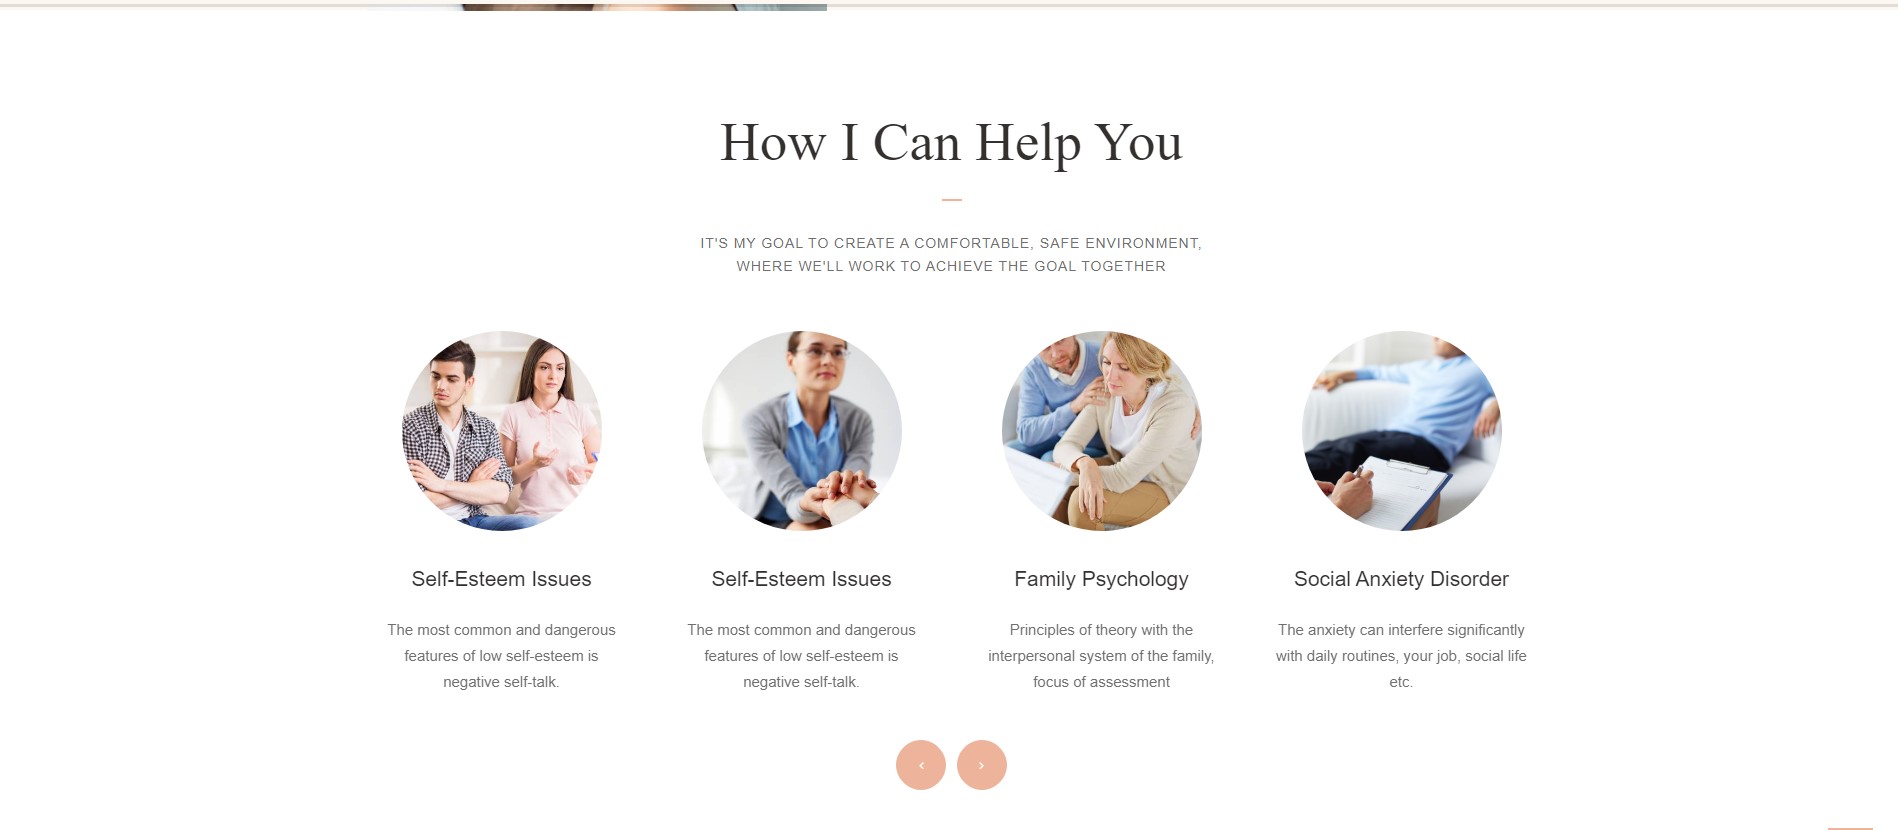 How I Can Help You
IT'S MY GOAL TO CREATE A COMFORTABLE, SAFE ENVIRONMENT,
WHERE WE'LL WORK TO ACHIEVE THE GOAL TOGETHER
Self-Esteem Issues
The most common and dangerous
features of low self-esteem is
negative self-talk.
Self-Esteem Issues
The most common and dangerous
features of low self-esteem is
negative self-talk.
Family Psychology
Principles of theory with the
interpersonal system of the family,
focus of assessment
Social Anxiety Disorder
The anxiety can interfere significantly
with daily routines, your job, social life
etc.